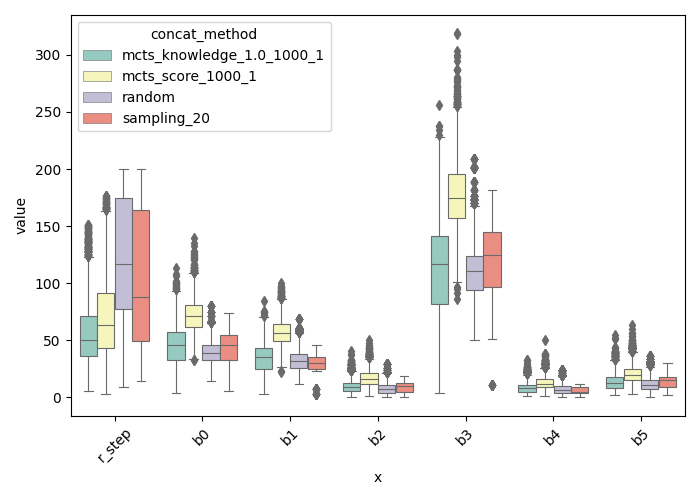 concat_method
mcts_knowledge_1.0_1000_1
mcts_score_1000_1
random
sampling_20
value
300
250
200
150
100
50
0
r_step b0 b1 b2 b3 b4 b5
x